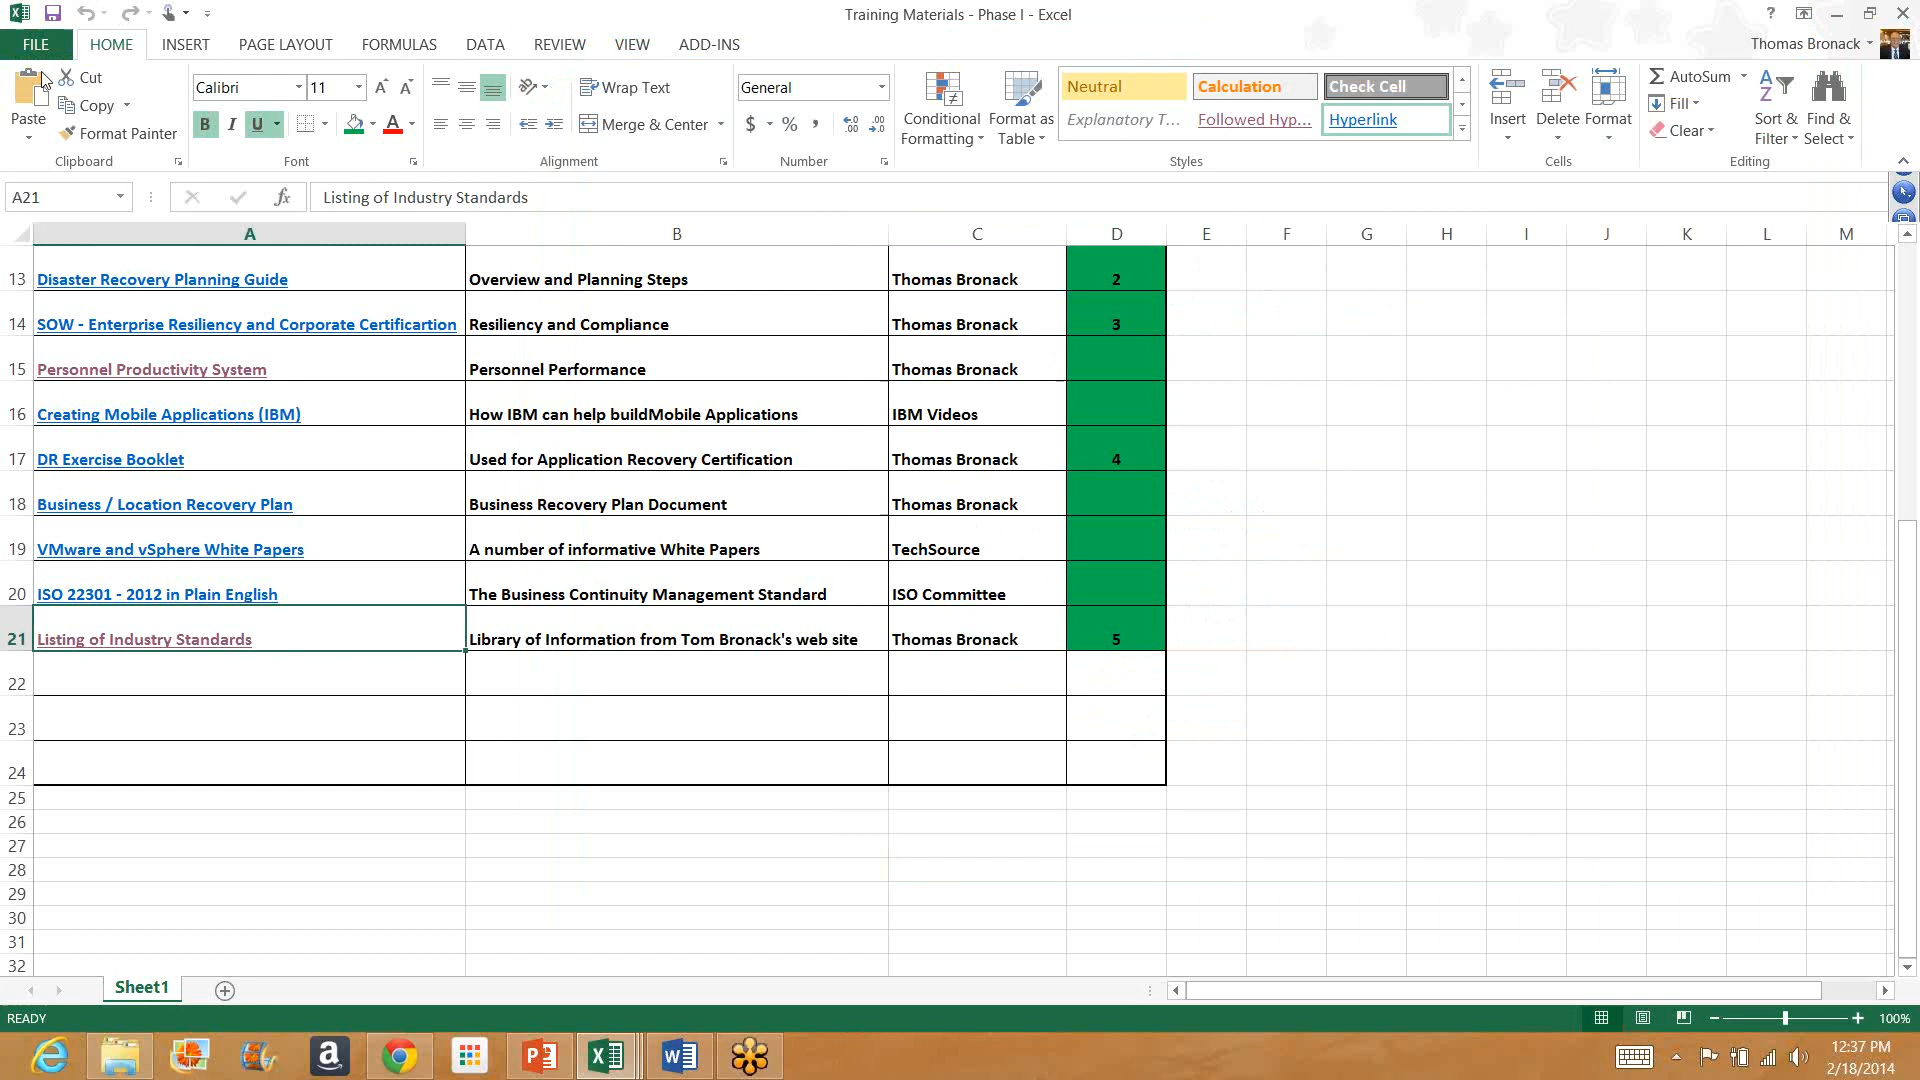 Training Materials - Phase I - Excel
?
FILE HOME INSERT PAGE LAYOUT FORMULAS DATA REVIEW VIEW ADD-INS Thomas Bronack
Cut
Copy
Format Painter
Paste
Clipboard
Calibri 11
B I U
Font
Wrap Text
Merge & Center
Alignment
General
$ % ,
Number
Conditional Formatting
Format as Table
Neutral Calculation Check Cell
Explanatory T... Followed Hyp... Hyperlink
Styles
Insert Delete Format
Cells
AutoSum
Fill
Clear
Sort & Filter
Find & Select
Editing
A21 fx Listing of Industry Standards
A B C D E F G H I J K L M
13 Disaster Recovery Planning Guide Overview and Planning Steps Thomas Bronack 2
14 SOW - Enterprise Resiliency and Corporate Certificartion Resiliency and Compliance Thomas Bronack 3
15 Personnel Productivity System Personnel Performance Thomas Bronack
16 Creating Mobile Applications (IBM) How IBM can help buildMobile Applications IBM Videos
17 DR Exercise Booklet Used for Application Recovery Certification Thomas Bronack 4
18 Business / Location Recovery Plan Business Recovery Plan Document Thomas Bronack
19 VMware and vSphere White Papers A number of informative White Papers TechSource
20 ISO 22301 - 2012 in Plain English The Business Continuity Management Standard ISO Committee
21 Listing of Industry Standards Library of Information from Tom Bronack's web site Thomas Bronack 5
22
23
24
25
26
27
28
29
30
31
32
Sheet1
READY 100%
12:37 PM
2/18/2014